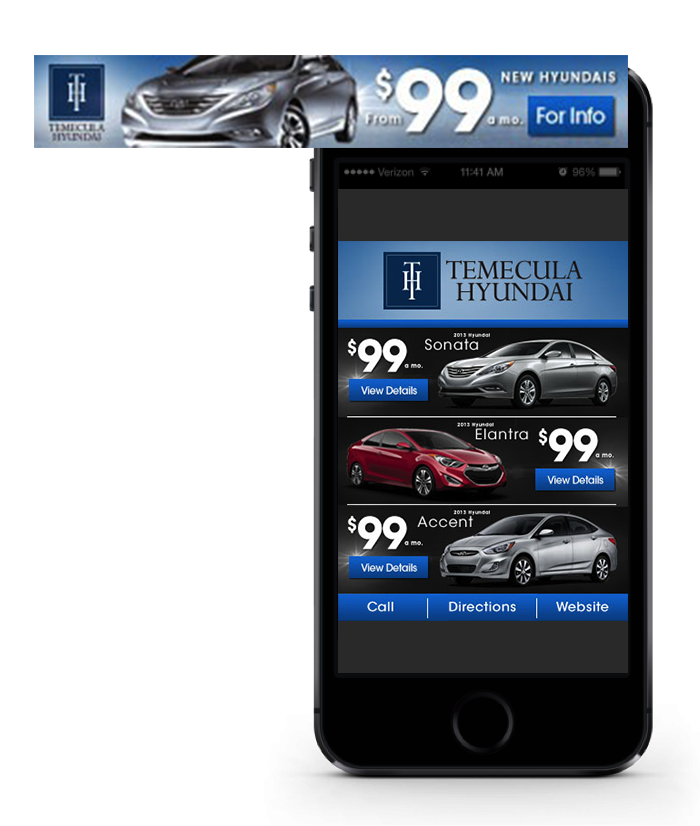 TH
TEMECULA
HYUNDAI
From $99 a mo.
NEW HYUNDAIS
For Info
Verizon 11:41 AM 96%
TH
TEMECULA
HYUNDAI
2013 Hyundai
Sonata
$99 a mo.
View Details
2013 Hyundai
Elantra
$99 a mo.
View Details
2013 Hyundai
Accent
$99 a mo.
View Details
Call Directions Website